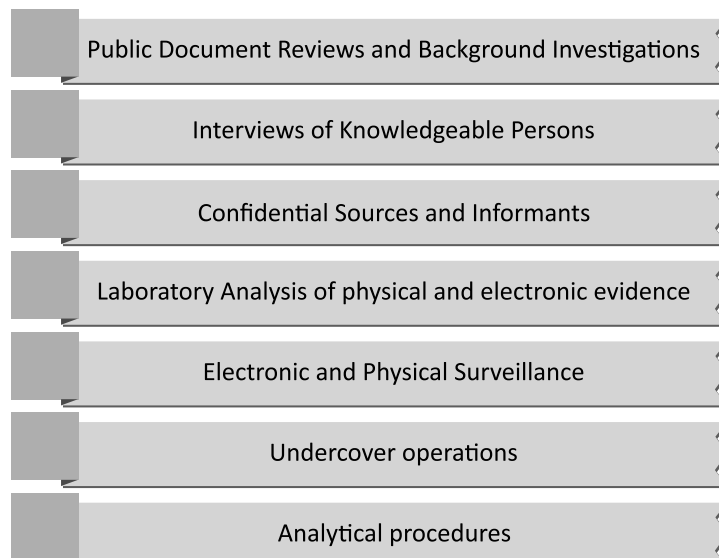 Public Document Reviews and Background Investigations
Interviews of Knowledgeable Persons
Confidential Sources and Informants
Laboratory Analysis of physical and electronic evidence
Electronic and Physical Surveillance
Undercover operations
Analytical procedures